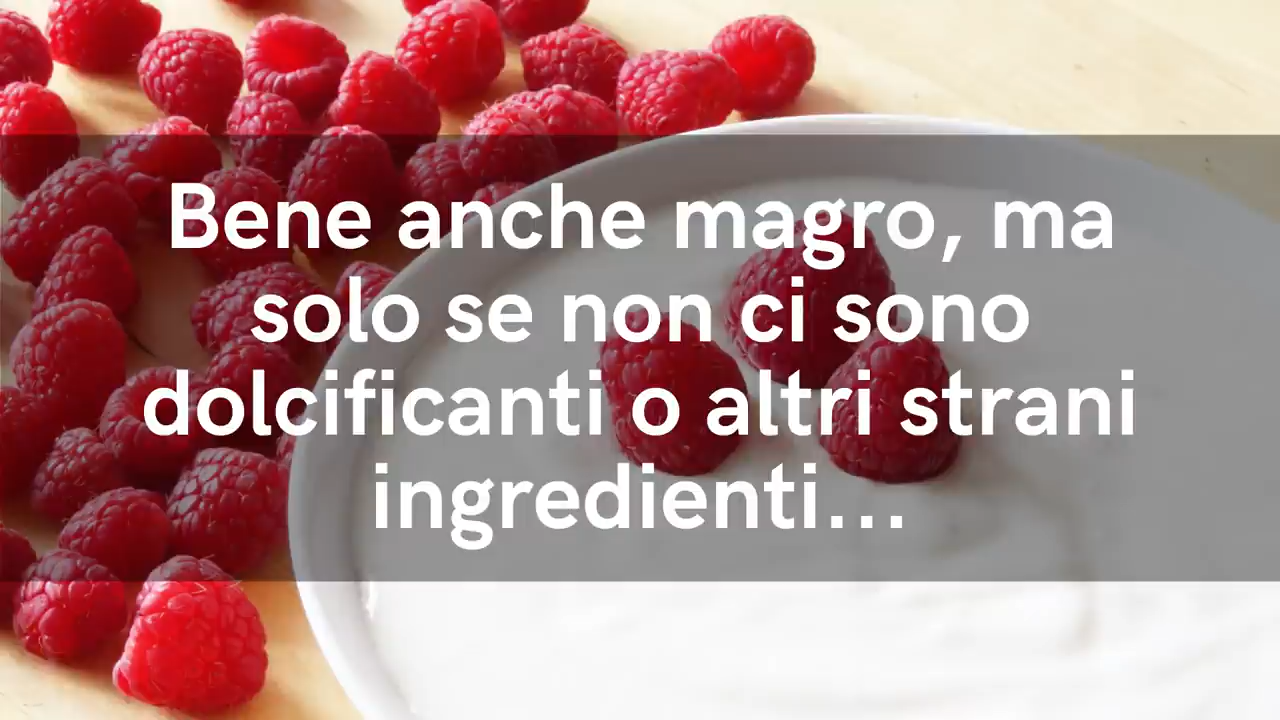 Bene anche magro, ma
solo se non ci sono
dolcificanti o altri strani
ingredienti...